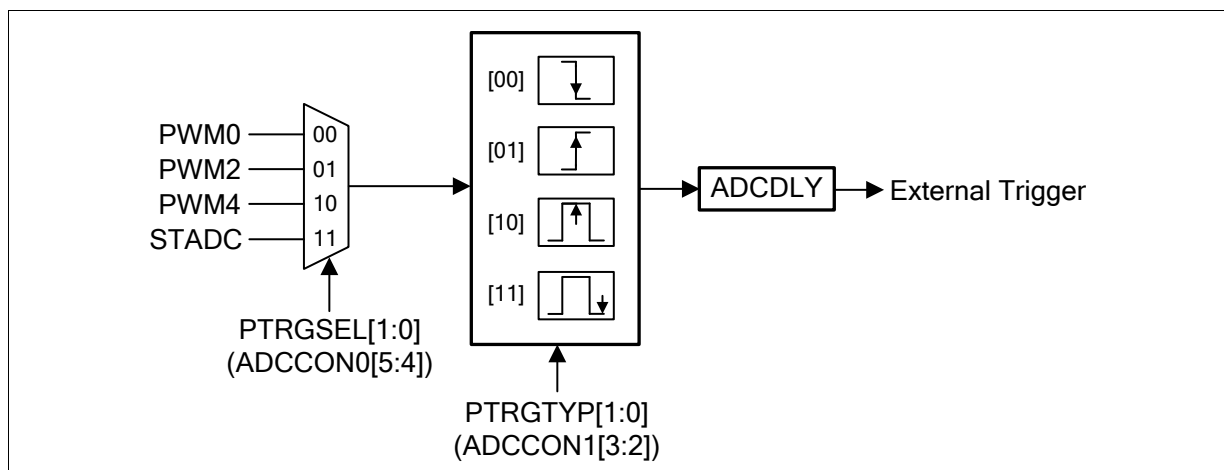 PWM0
PWM2
PWM4
STADC
00
01
10
11
PTRGSEL[1:0]
(ADCCON0[5:4])
[00]
[01]
[10]
[11]
PTRGTYP[1:0]
(ADCCON1[3:2])
ADCDLY
External Trigger